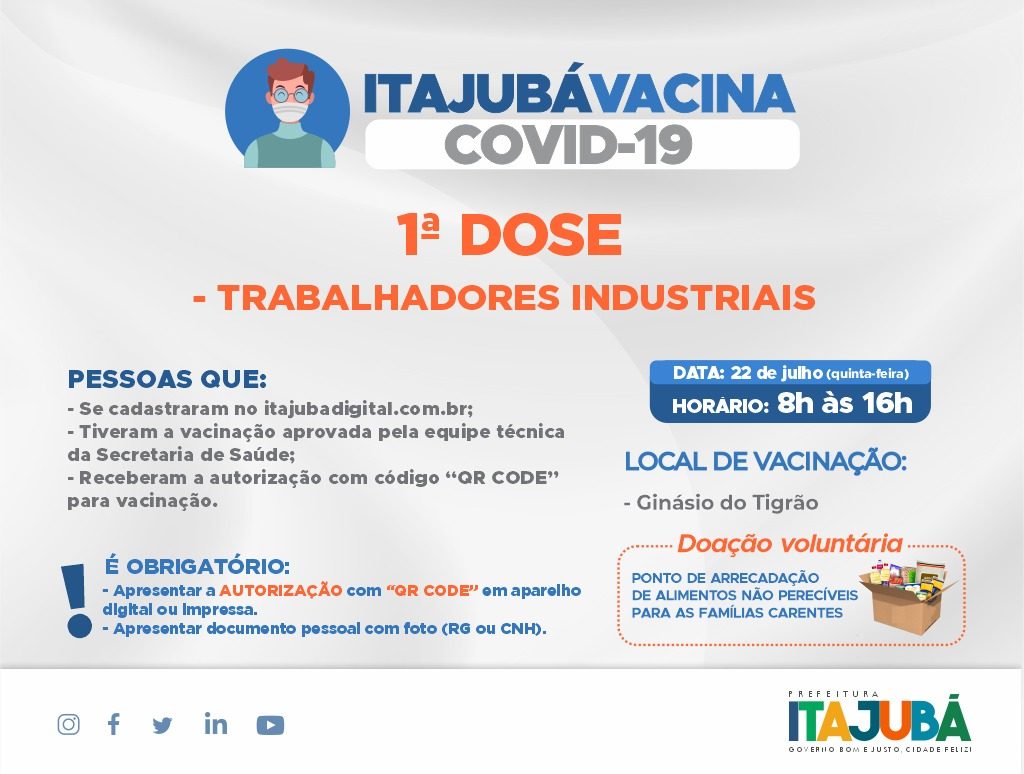 ITAJUBÁVACINA
COVID-19
1ª DOSE
- TRABALHADORES INDUSTRIAIS
PESSOAS QUE:
- Se cadastraram no itajubadigital.com.br;
- Tiveram a vacinação aprovada pela equipe técnica
da Secretaria de Saúde;
- Receberam a autorização com código “QR CODE”
para vacinação.
! É OBRIGATÓRIO:
- Apresentar a AUTORIZAÇÃO com “QR CODE” em aparelho
digital ou impressa.
- Apresentar documento pessoal com foto (RG ou CNH).
DATA: 22 de julho (quinta-feira)
HORÁRIO: 8h às 16h
LOCAL DE VACINAÇÃO:
- Ginásio do Tigrão
Doação voluntária
PONTO DE ARRECADAÇÃO
DE ALIMENTOS NÃO PERECÍVEIS
PARA AS FAMÍLIAS CARENTES
PREFEITURA
ITAJUBÁ
GOVERNO BOM E JUSTO, CIDADE FELIZ!